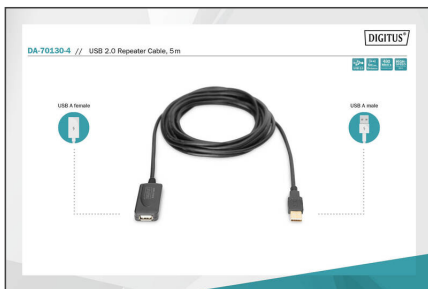 DIGITUS®
DA-70130-4 // USB 2.0 Repeater Cable, 5 m
USB A female
USB A male